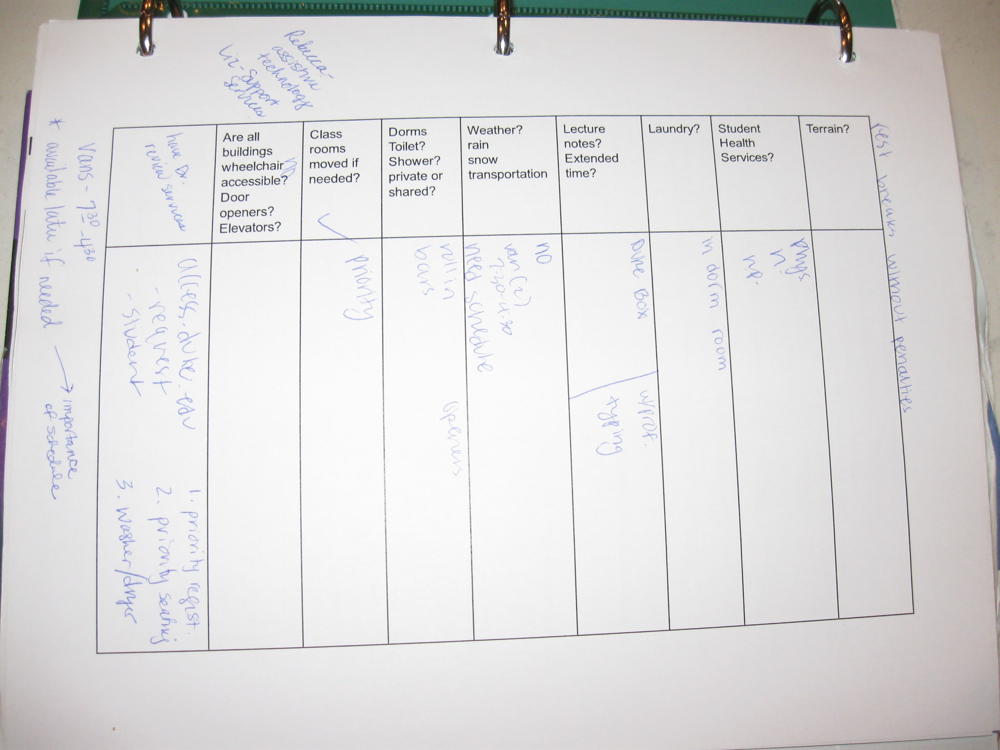 Rebecca-
assistive
technology
Liz - Support
Services
have Dr.
review services
Are all
buildings
wheelchair
accessible?
Door
openers?
Elevators?
no
Class
rooms
moved if
needed?
✓
Dorms
Toilet?
Shower?
private or
shared?
Weather?
rain
snow
transportation
Lecture
notes?
Extended
time?
Laundry?
Student
Health
Services?
Terrain?
access.duke.edu
- request
- student
1. priority regist.
2. priority seating
3. washer/dryer
priority
roll in
bars
openers
no
van (2)
7:30-4:30
need schedule
Duke Box
w/prof.
typing
in dorm room
phys.
n.
n.p.
rest breaks without penalties
Vans - 7:30 - 4:30
* available late if needed → importance
of schedule